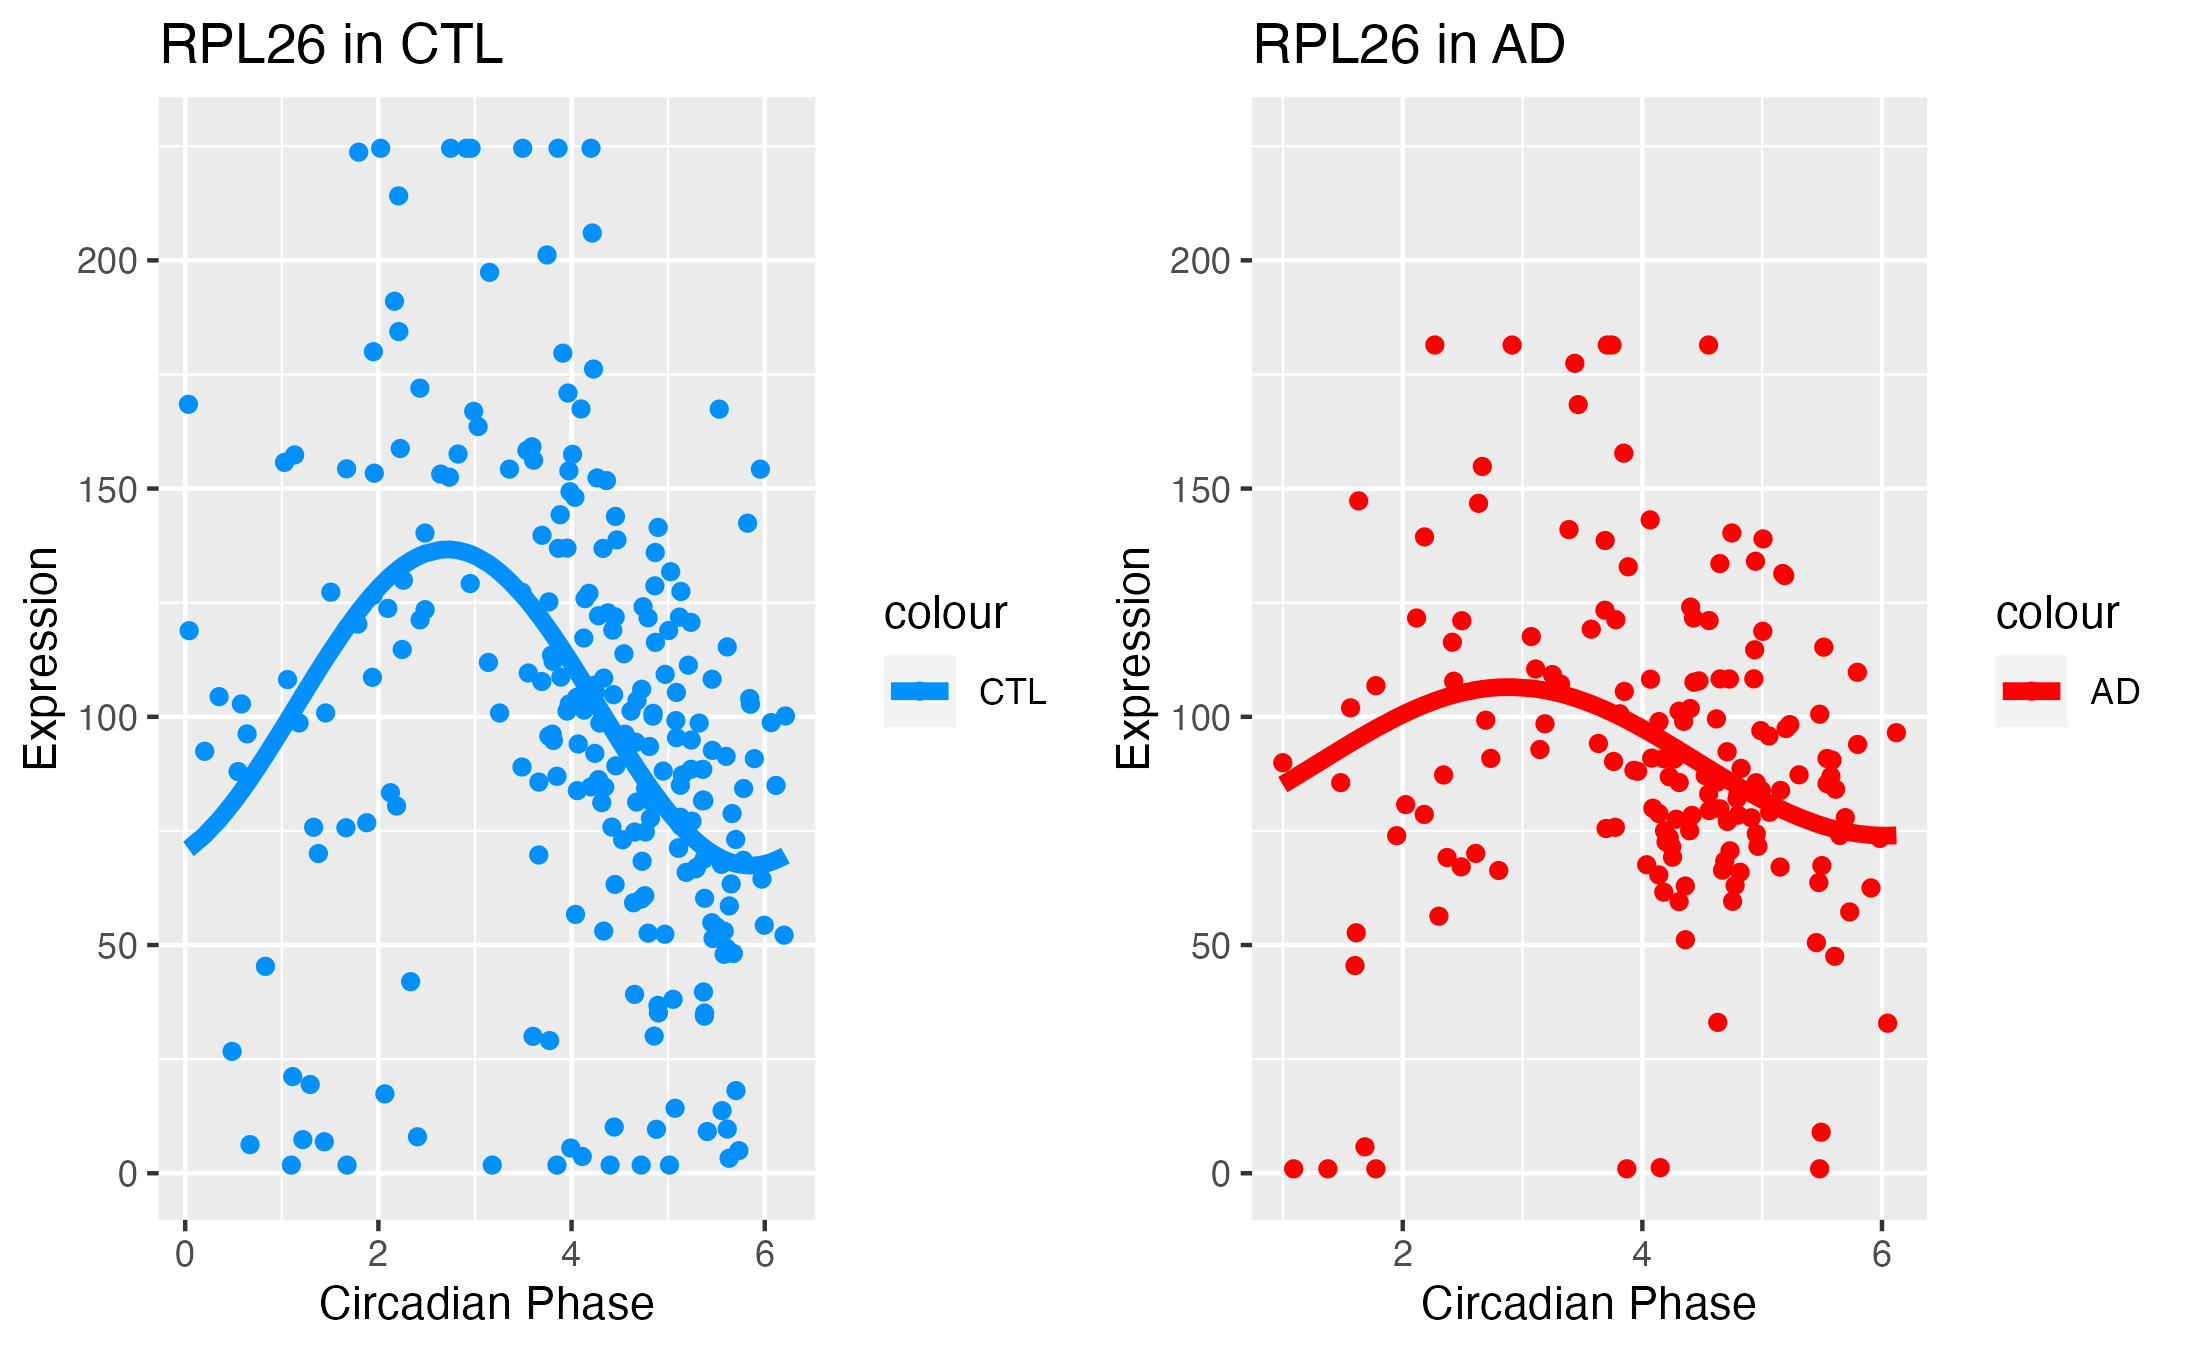 RPL26 in CTL
Expression
200
150
100
50
0
0 2 4 6
Circadian Phase
colour
CTL
RPL26 in AD
Expression
200
150
100
50
0
2 4 6
Circadian Phase
colour
AD